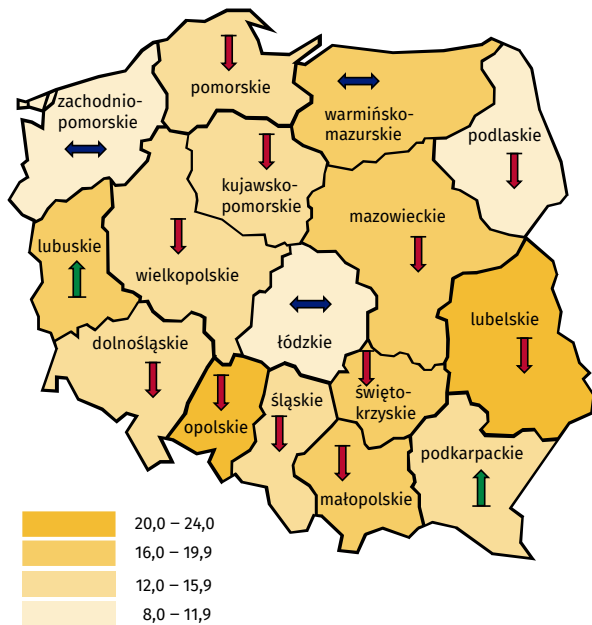 pomorskie
zachodnio-
pomorskie
warmińsko-
mazurskie
podlaskie
kujawsko-
pomorskie
mazowieckie
lubuskie
wielkopolskie
lubelskie
dolnośląskie
łódzkie
opolskie
śląskie
święto-
krzyskie
podkarpackie
małopolskie
20,0 – 24,0
16,0 – 19,9
12,0 – 15,9
8,0 – 11,9